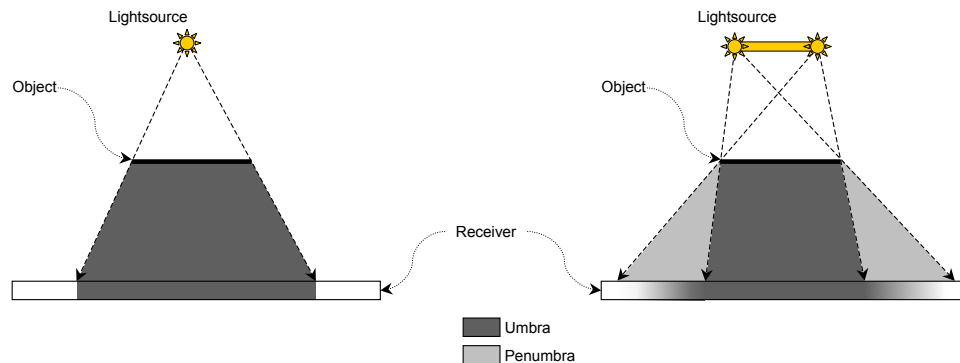 Lightsource
Lightsource
Object
Object
Receiver
Umbra
Penumbra